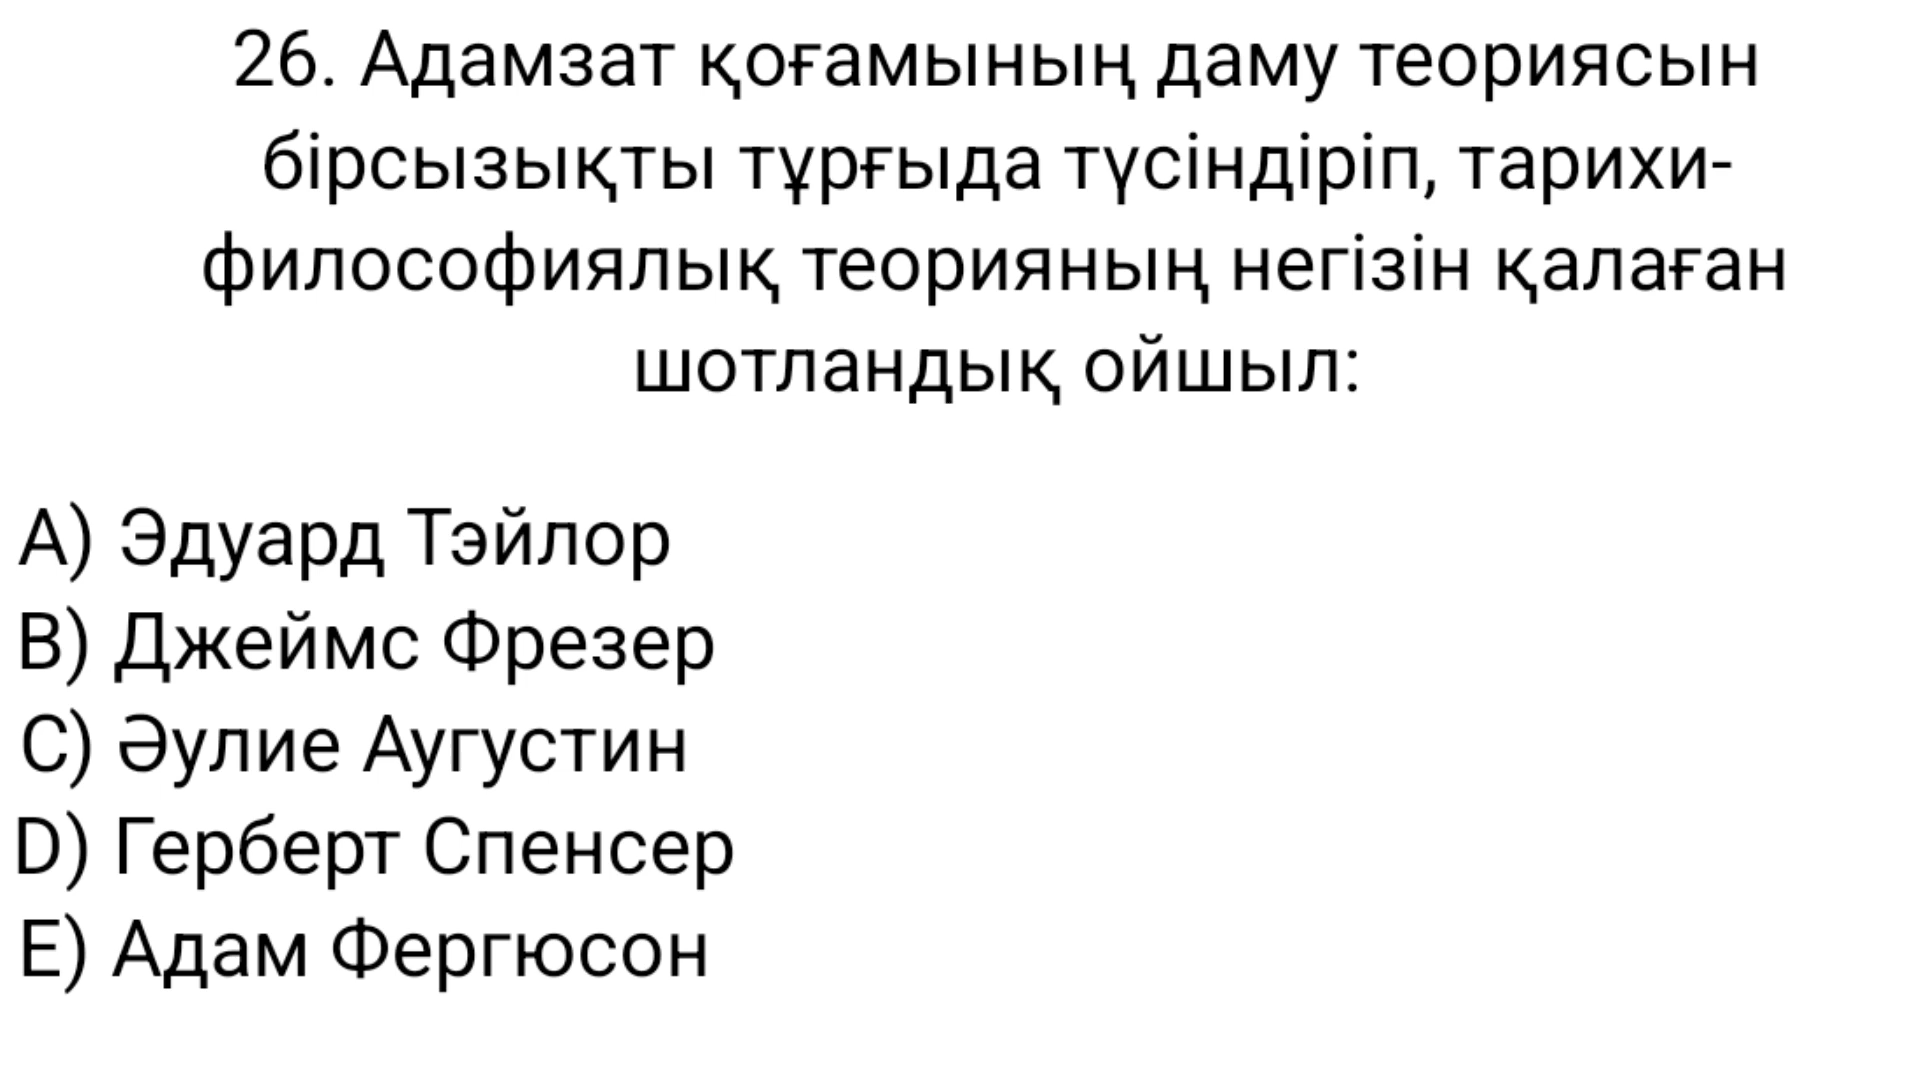 26. Адамзат қоғамының даму теориясын
бірсызықты тұрғыда түсіндіріп, тарихи-
философиялық теорияның негізін қалаған
шотландық ойшыл:
A) Эдуард Тэйлор
B) Джеймс Фрезер
C) Әулие Аугустин
D) Герберт Спенсер
E) Адам Фергюсон